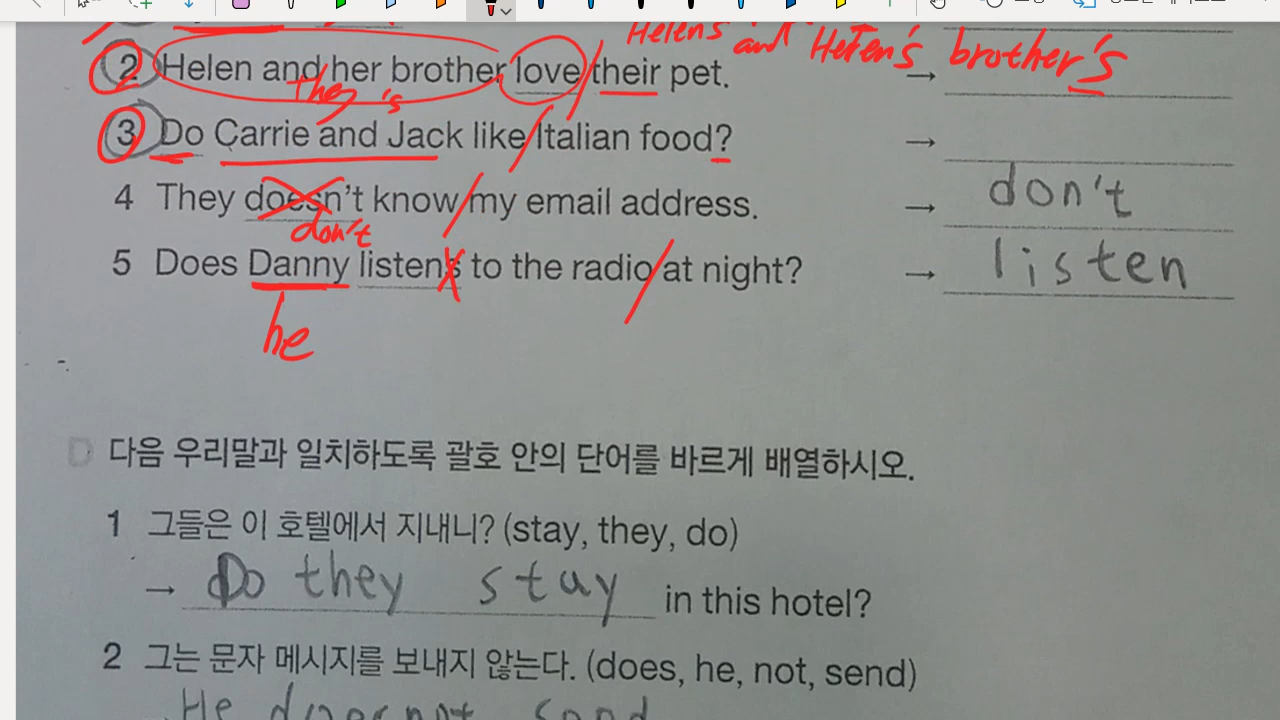 Helen's and Helen's brother's
2 Helen and her brother love their pet. →
they's
3 Do Carrie and Jack like Italian food? →
4 They doesn't know my email address. → don't
don't
5 Does Danny listens to the radio at night? → listen
he
D 다음 우리말과 일치하도록 괄호 안의 단어를 바르게 배열하시오.
1 그들은 이 호텔에서 지내니? (stay, they, do)
→ Do they stay in this hotel?
2 그는 문자 메시지를 보내지 않는다. (does, he, not, send)
He does not send